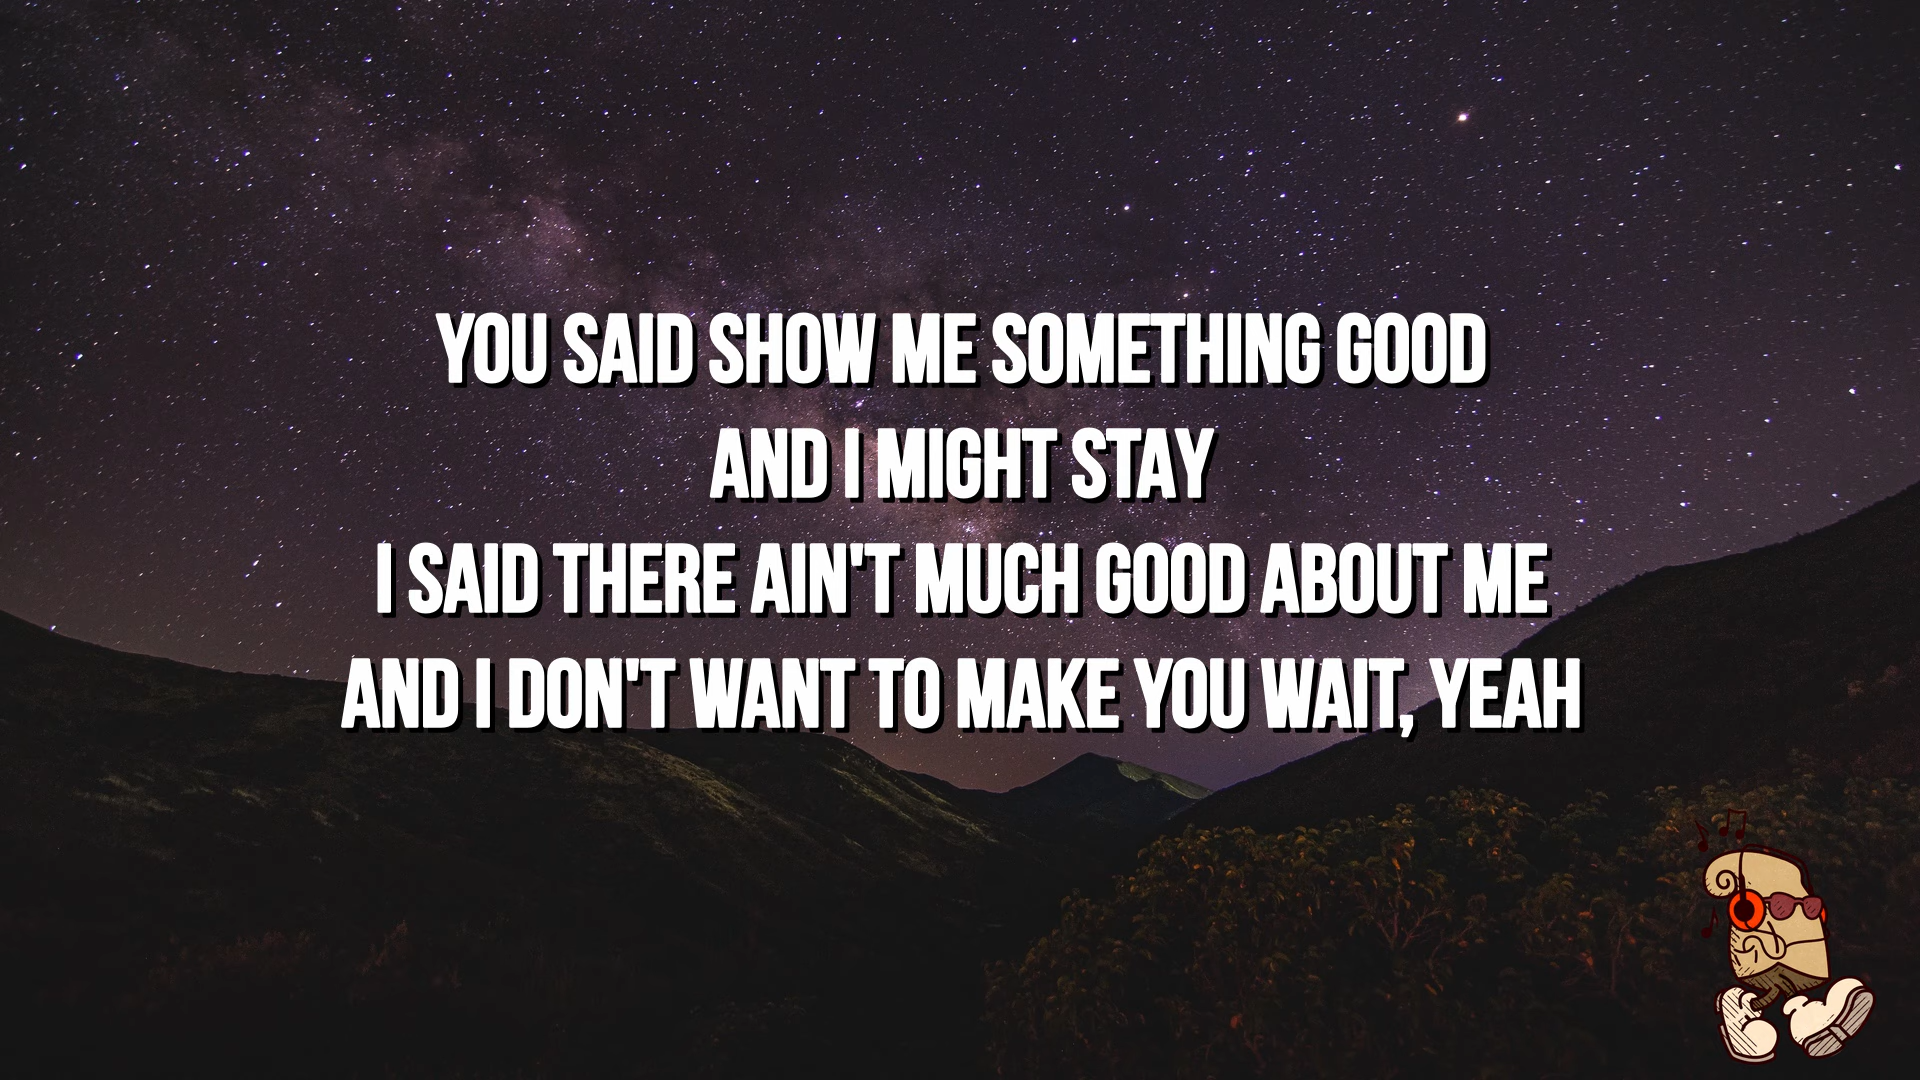 YOU SAID SHOW ME SOMETHING GOOD
AND I MIGHT STAY
I SAID THERE AIN'T MUCH GOOD ABOUT ME
AND I DON'T WANT TO MAKE YOU WAIT, YEAH